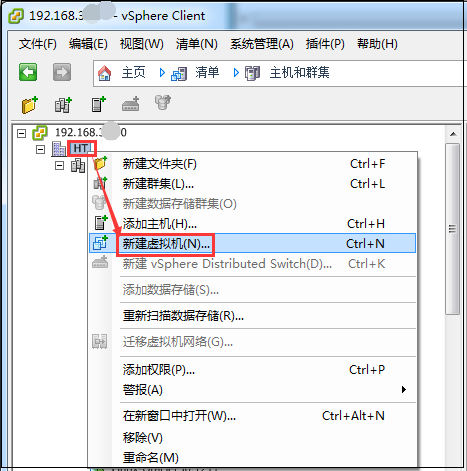 192.168.3 - vSphere Client
文件(F) 编辑(E) 视图(V) 清单(N) 系统管理(A) 插件(P) 帮助(H)
主页 清单 主机和群集
192.168.3 0
HT
新建文件夹(F) Ctrl+F
新建群集(L)... Ctrl+L
新建数据存储群集(O)
添加主机(H)... Ctrl+H
新建虚拟机(N)... Ctrl+N
新建 vSphere Distributed Switch(D)... Ctrl+K
添加数据存储(S)...
重新扫描数据存储(R)...
迁移虚拟机网络(G)...
添加权限(P)... Ctrl+P
警报(A)
在新窗口中打开(W)... Ctrl+Alt+N
移除(V)
重命名(M)